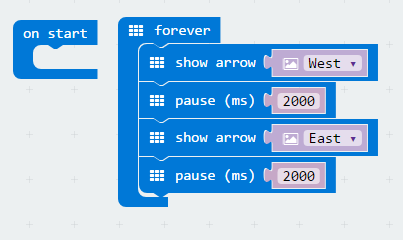 on start
forever
show arrow West
pause (ms) 2000
show arrow East
pause (ms) 2000